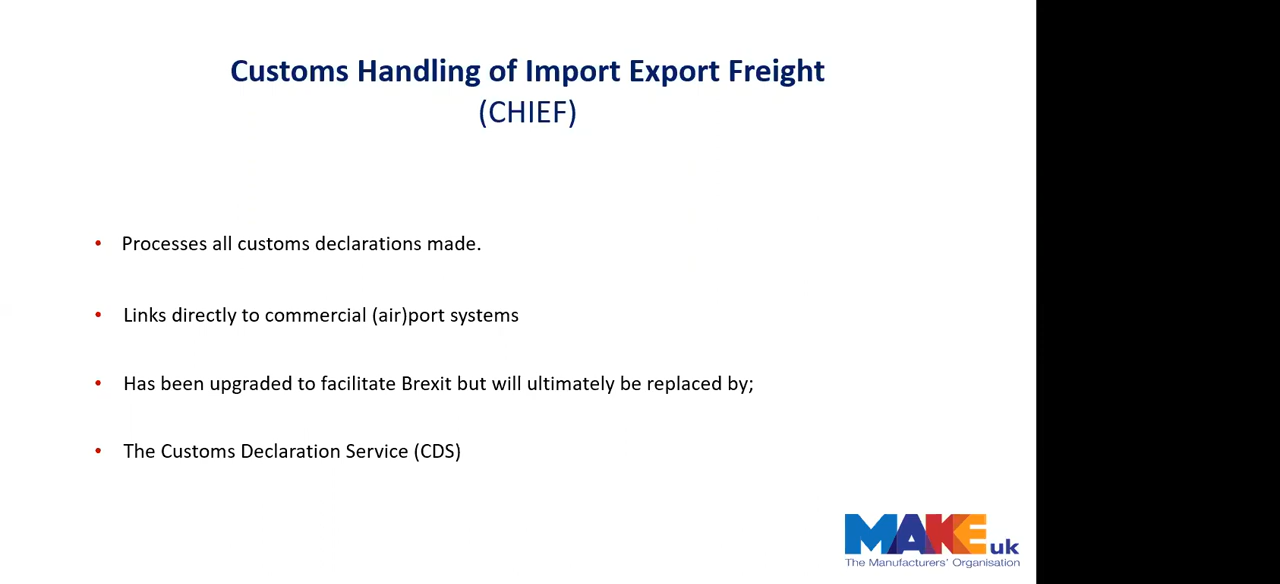 Customs Handling of Import Export Freight
(CHIEF)
• Processes all customs declarations made.
• Links directly to commercial (air)port systems
• Has been upgraded to facilitate Brexit but will ultimately be replaced by;
• The Customs Declaration Service (CDS)
MAKE uk
The Manufacturers' Organisation